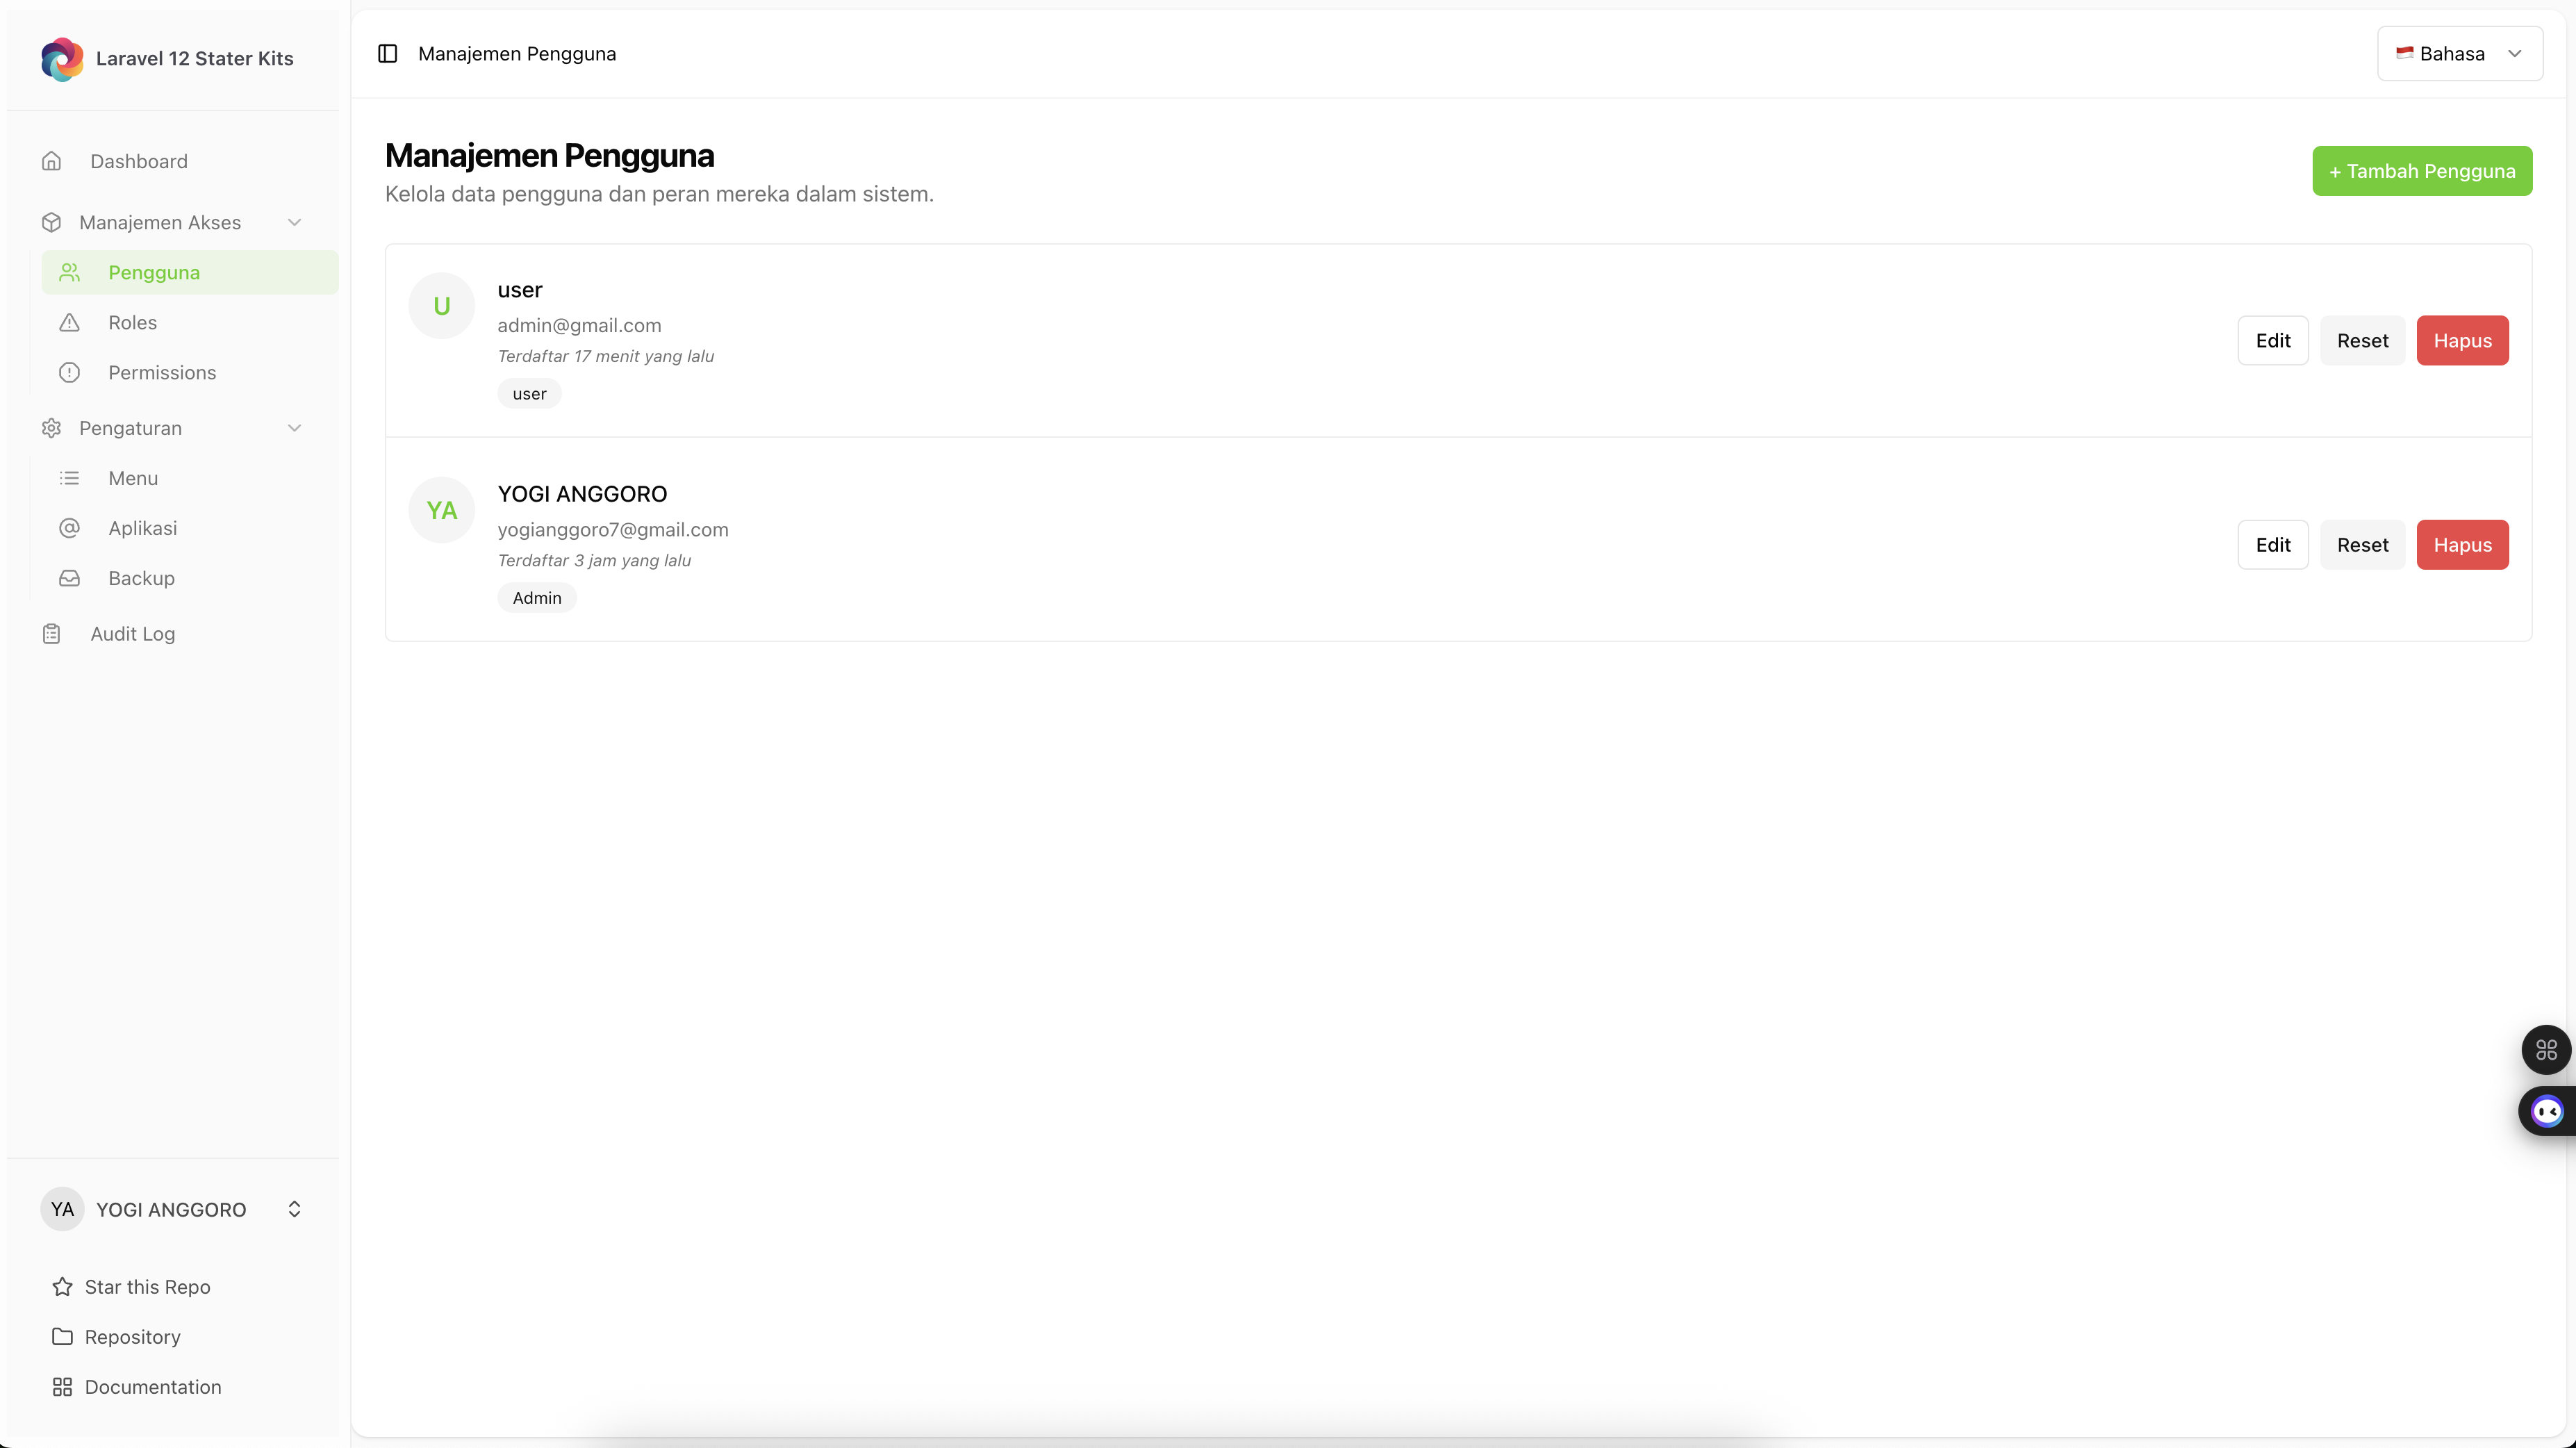 Laravel 12 Stater Kits
Dashboard
Manajemen Akses
Pengguna
Roles
Permissions
Pengaturan
Menu
Aplikasi
Backup
Audit Log
YA YOGI ANGGORO
Star this Repo
Repository
Documentation
Manajemen Pengguna
Bahasa
Manajemen Pengguna
Kelola data pengguna dan peran mereka dalam sistem.
+ Tambah Pengguna
U
user
admin@gmail.com
Terdaftar 17 menit yang lalu
user
Edit Reset Hapus
YA
YOGI ANGGORO
yogianggoro7@gmail.com
Terdaftar 3 jam yang lalu
Admin
Edit Reset Hapus